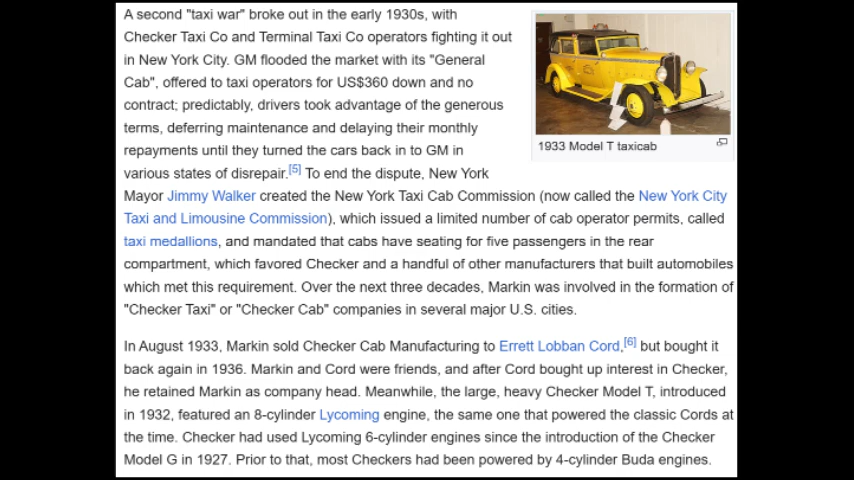 A second "taxi war" broke out in the early 1930s, with
Checker Taxi Co and Terminal Taxi Co operators fighting it out
in New York City. GM flooded the market with its "General
Cab", offered to taxi operators for US$360 down and no
contract; predictably, drivers took advantage of the generous
terms, deferring maintenance and delaying their monthly
repayments until they turned the cars back in to GM in
various states of disrepair.[5] To end the dispute, New York
Mayor Jimmy Walker created the New York Taxi Cab Commission (now called the New York City
Taxi and Limousine Commission), which issued a limited number of cab operator permits, called
taxi medallions, and mandated that cabs have seating for five passengers in the rear
compartment, which favored Checker and a handful of other manufacturers that built automobiles
which met this requirement. Over the next three decades, Markin was involved in the formation of
"Checker Taxi" or "Checker Cab" companies in several major U.S. cities.
1933 Model T taxicab
In August 1933, Markin sold Checker Cab Manufacturing to Errett Lobban Cord,[6] but bought it
back again in 1936. Markin and Cord were friends, and after Cord bought up interest in Checker,
he retained Markin as company head. Meanwhile, the large, heavy Checker Model T, introduced
in 1932, featured an 8-cylinder Lycoming engine, the same one that powered the classic Cords at
the time. Checker had used Lycoming 6-cylinder engines since the introduction of the Checker
Model G in 1927. Prior to that, most Checkers had been powered by 4-cylinder Buda engines.